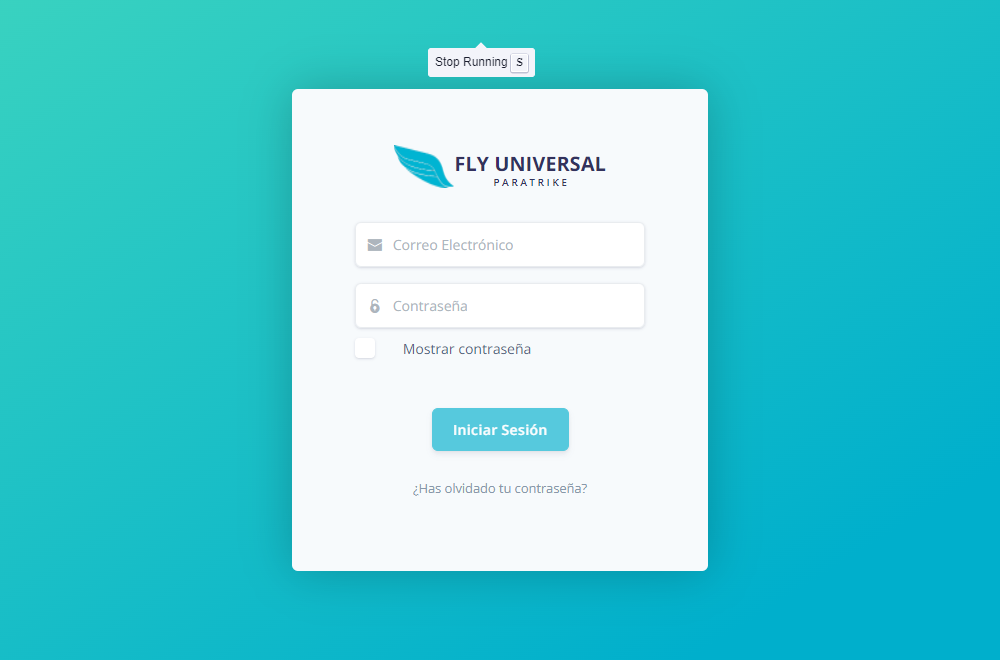 Stop Running S
FLY UNIVERSAL
PARATRIKE
Correo Electrónico
Contraseña
Mostrar contraseña
Iniciar Sesión
¿Has olvidado tu contraseña?